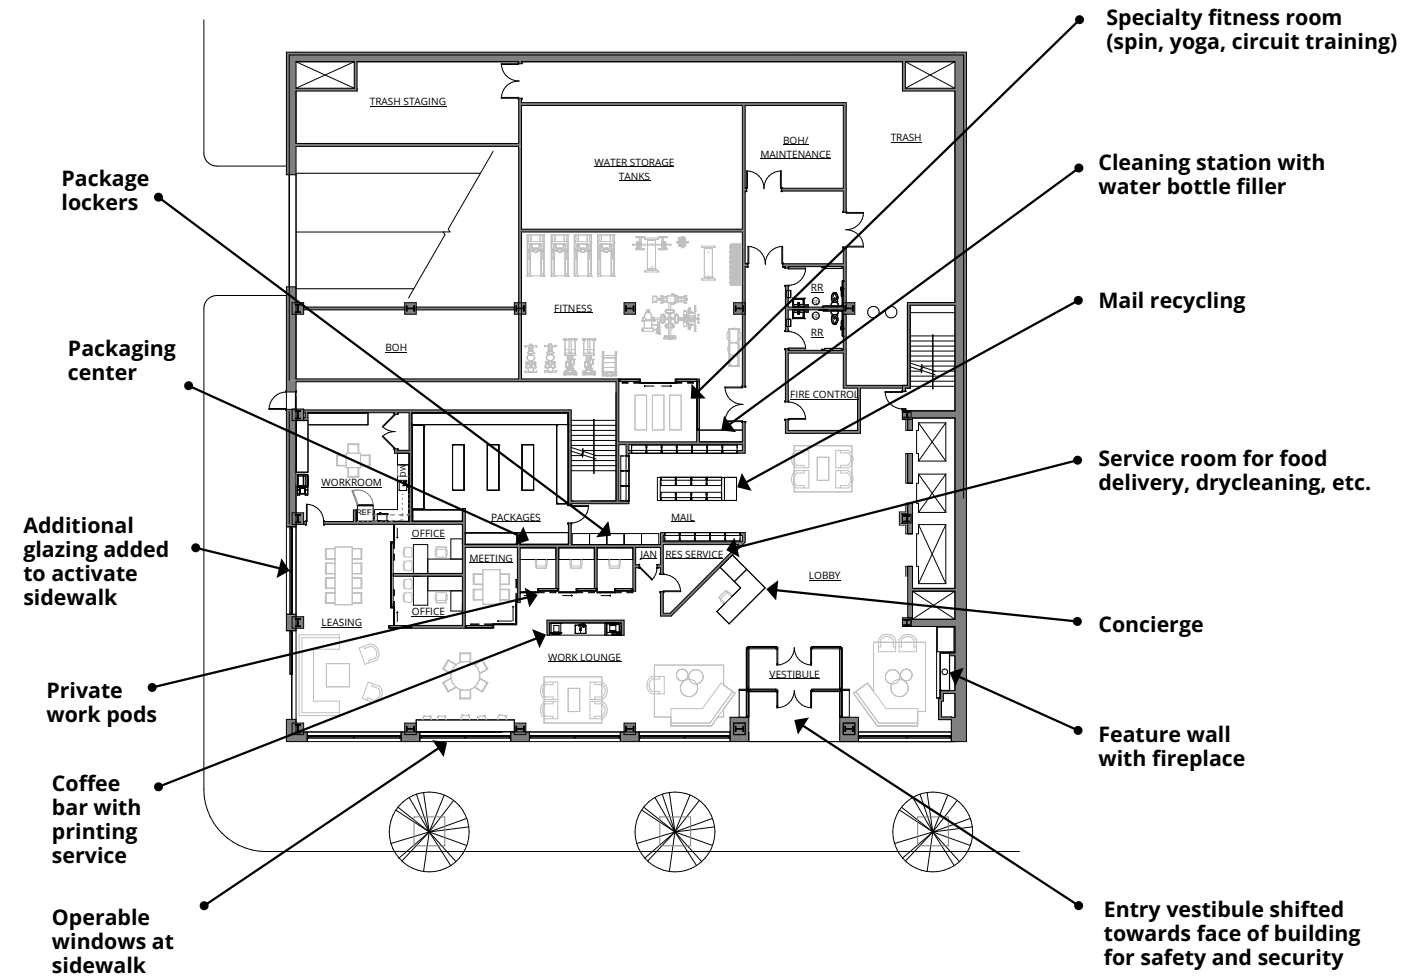 Specialty fitness room
(spin, yoga, circuit training)
TRASH STAGING
TRASH
BOH/
MAINTENANCE
WATER STORAGE
TANKS
Cleaning station with
water bottle filler
Package
lockers
RR
Mail recycling
FITNESS
RR
BOH
Packaging
center
FIRE CONTROL
WORKROOM
DW
REF
Service room for food
delivery, drycleaning, etc.
PACKAGES
MAIL
Additional
glazing added
to activate
sidewalk
OFFICE
MEETING
JAN
RES SERVICE
LOBBY
OFFICE
LEASING
Concierge
WORK LOUNGE
VESTIBULE
Private
work pods
Feature wall
with fireplace
Coffee
bar with
printing
service
Operable
windows at
sidewalk
Entry vestibule shifted
towards face of building
for safety and security